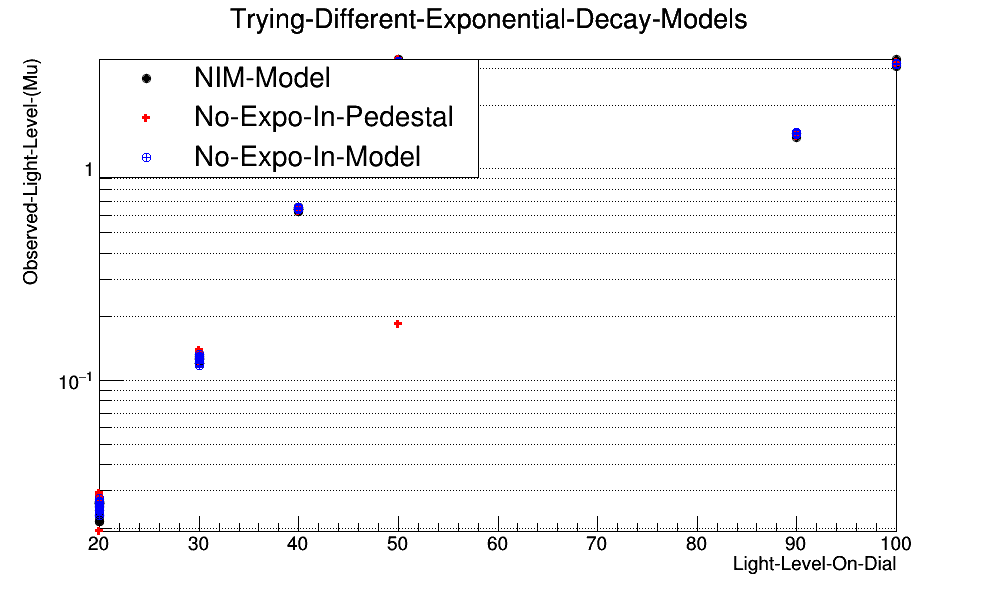 Trying-Different-Exponential-Decay-Models
Observed-Light-Level-(Mu)
NIM-Model
No-Expo-In-Pedestal
No-Expo-In-Model
1
10⁻¹
20 30 40 50 60 70 80 90 100
Light-Level-On-Dial